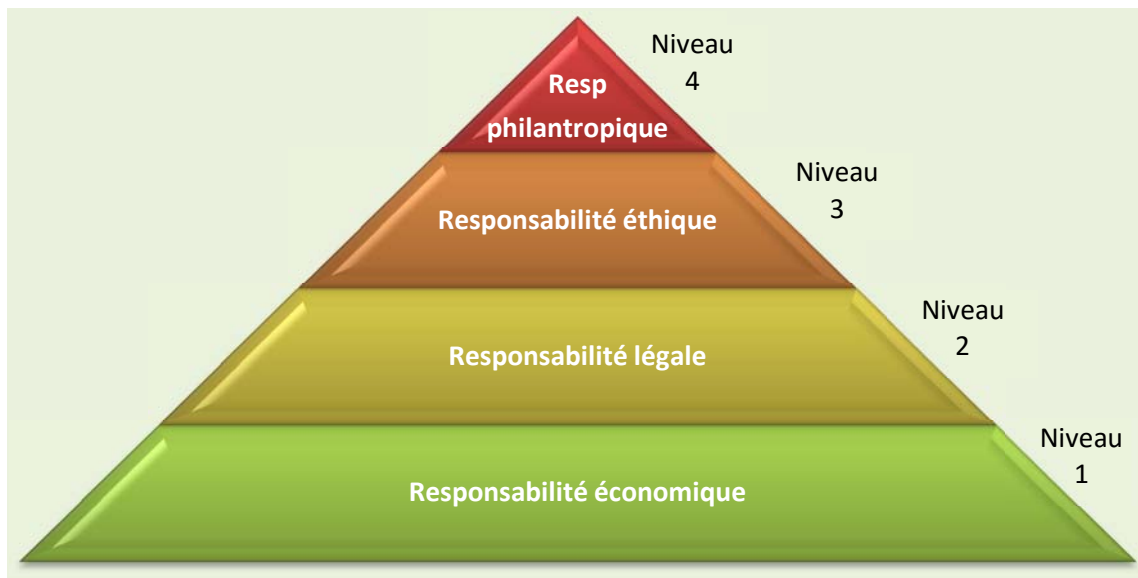 Niveau
4
Resp
philantropique
Niveau
3
Responsabilité éthique
Niveau
2
Responsabilité légale
Niveau
1
Responsabilité économique